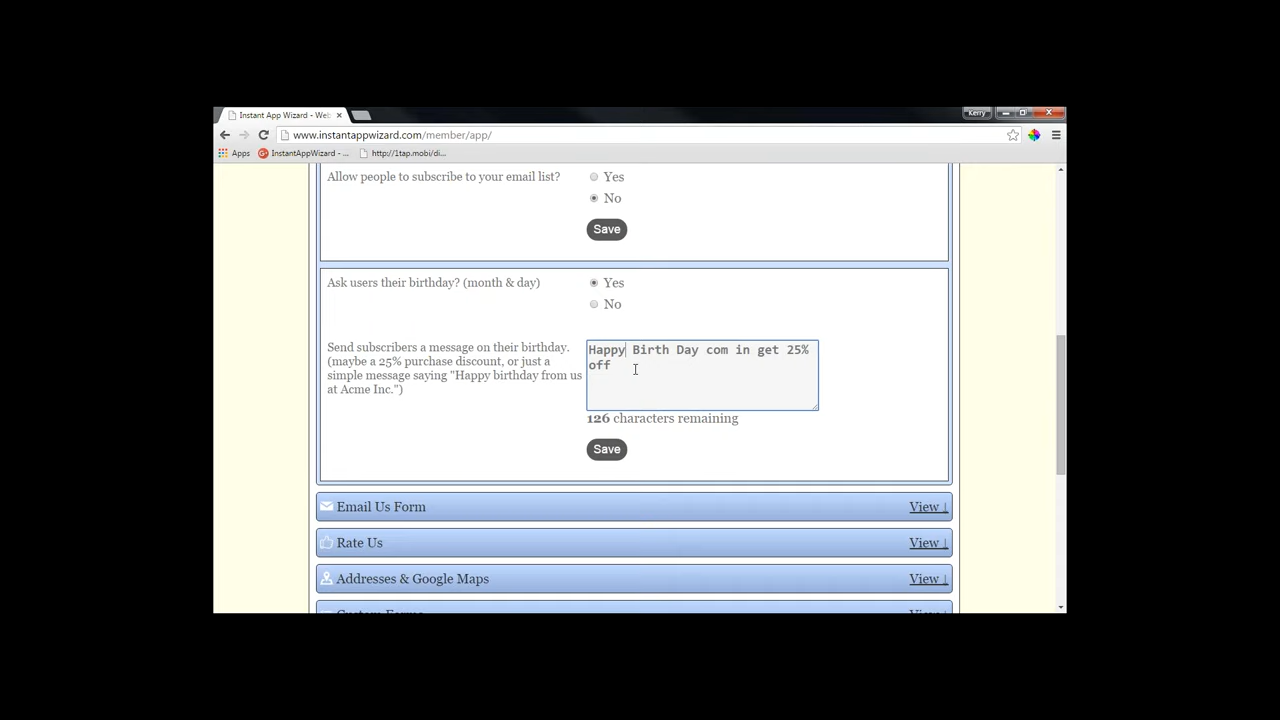 Instant App Wizard - Web
Kerry
www.instantappwizard.com/member/app/
Apps InstantAppWizard - ... http://1tap.mobi/di...
Allow people to subscribe to your email list? Yes
No
Save
Ask users their birthday? (month & day) Yes
No
Send subscribers a message on their birthday.
(maybe a 25% purchase discount, or just a
simple message saying "Happy birthday from us
at Acme Inc.")
Happy Birth Day com in get 25%
off
126 characters remaining
Save
Email Us Form View ↓
Rate Us View ↓
Addresses & Google Maps View ↓
Custom Forms View ↓